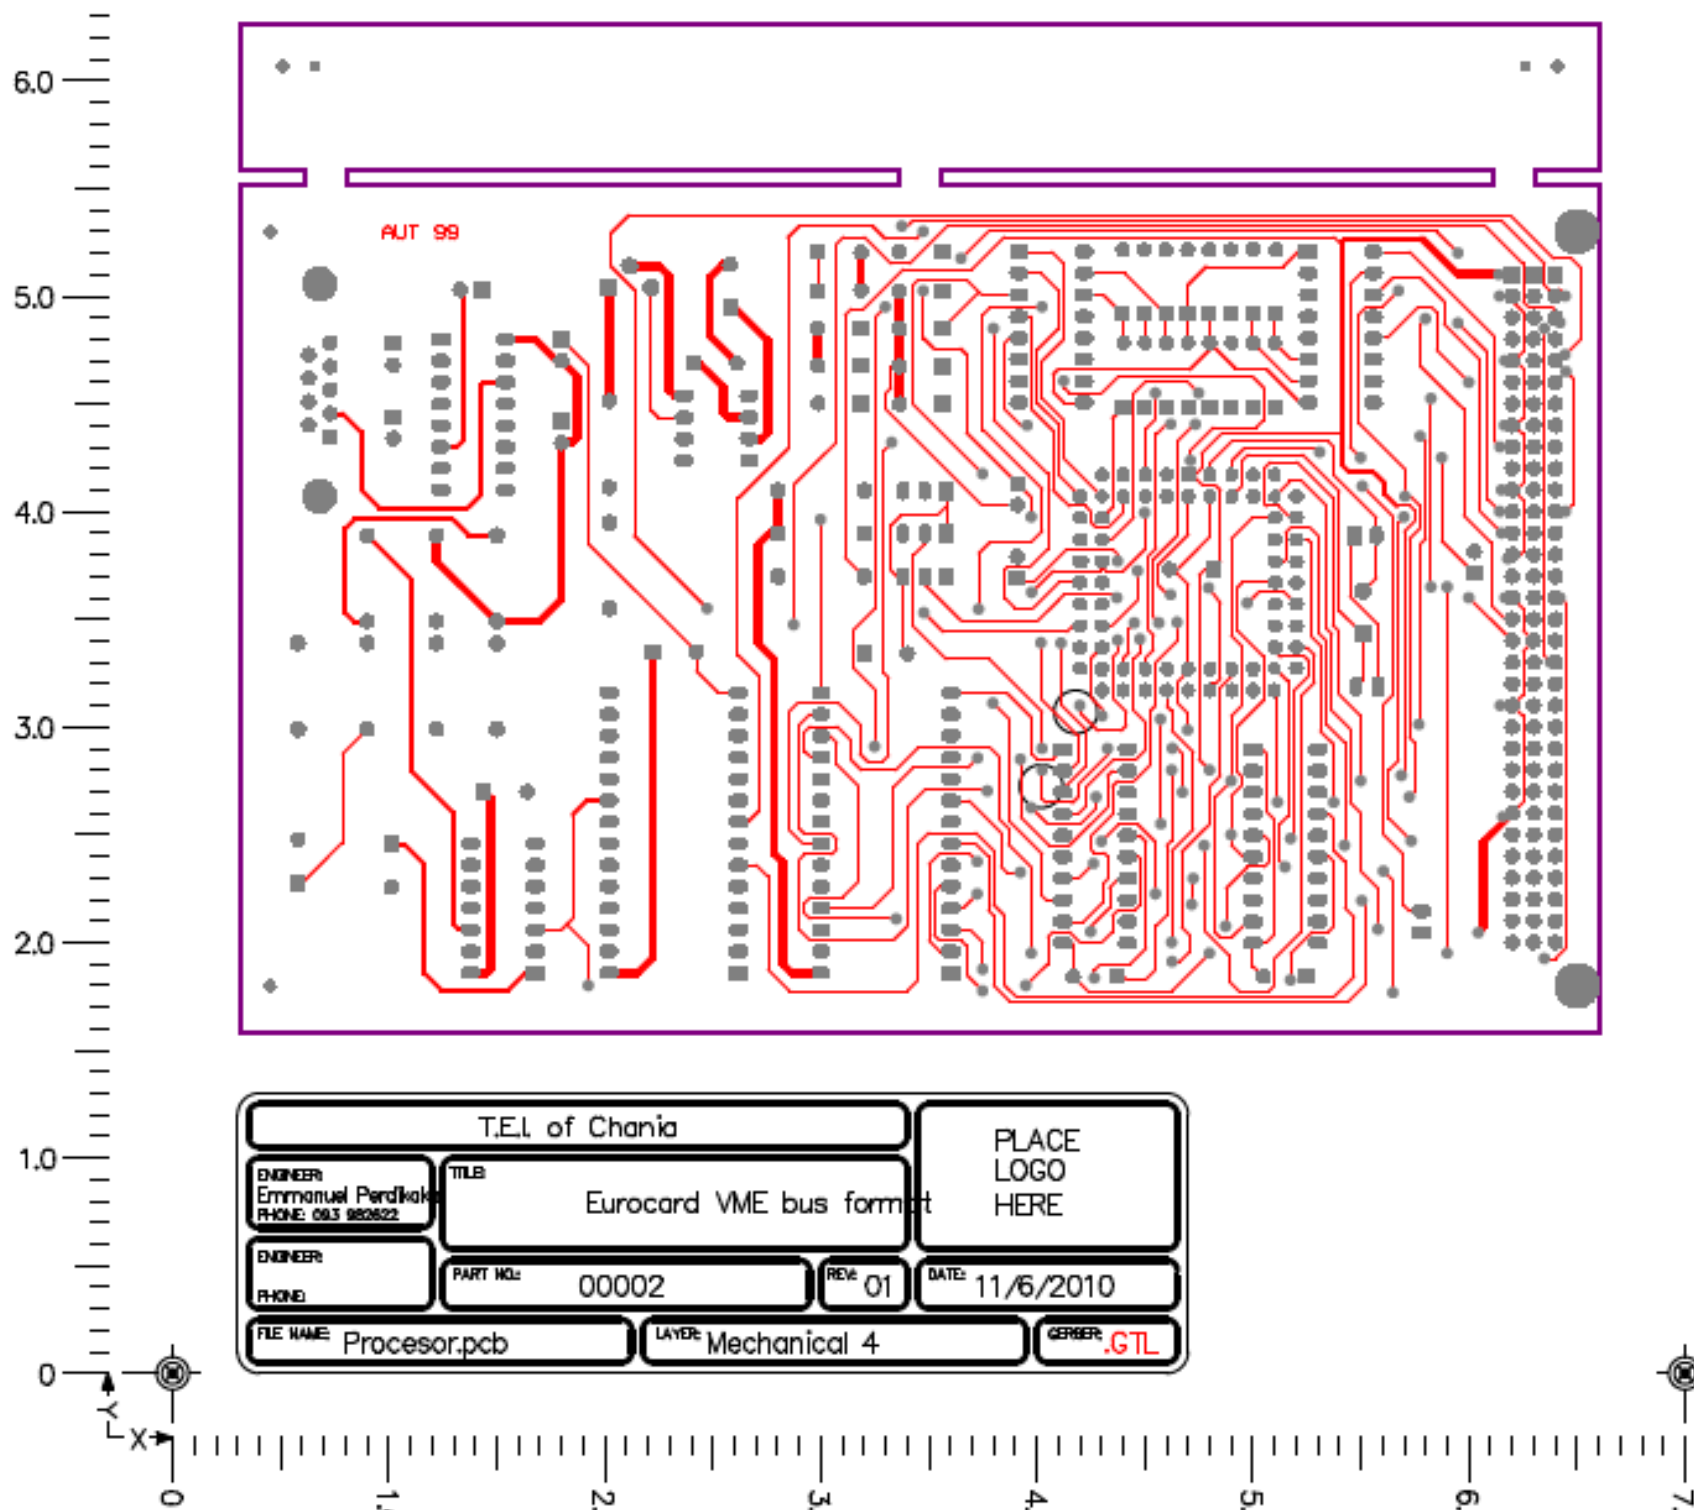 6.0
AUT 99
5.0
4.0
3.0
2.0
T.E.I. of Chania
PLACE
LOGO
HERE
1.0
ENGINEER:
Emmanuel Perdikak
PHONE: 093 982622
TITLE:
Eurocard VME bus format
ENGINEER:
PHONE:
PART NO.:
00002
REV.:
01
DATE:
11/6/2010
FILE NAME:
Procesor.pcb
LAYER:
Mechanical 4
GERBER:
.GTL
0
Y
X
0
1.
2.
3.
4.
5.
6.
7.